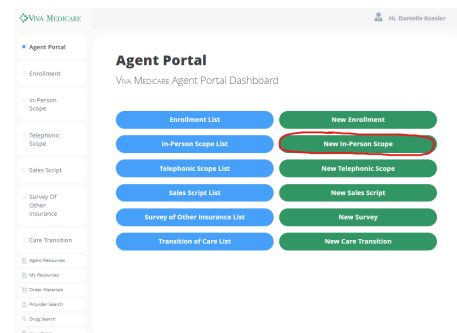 VIVA MEDICARE
Hi, Danielle Kessler
Agent Portal
Enrollment
In-Person
Scope
Telephonic
Scope
Sales Script
Survey Of
Other
Insurance
Care Transition
Agent Resources
My Resources
Order Materials
Provider Search
Drug Search
Agent Portal
VIVA MEDICARE Agent Portal Dashboard
Enrollment List
New Enrollment
In-Person Scope List
New In-Person Scope
Telephonic Scope List
New Telephonic Scope
Sales Script List
New Sales Script
Survey of Other Insurance List
New Survey
Transition of Care List
New Care Transition